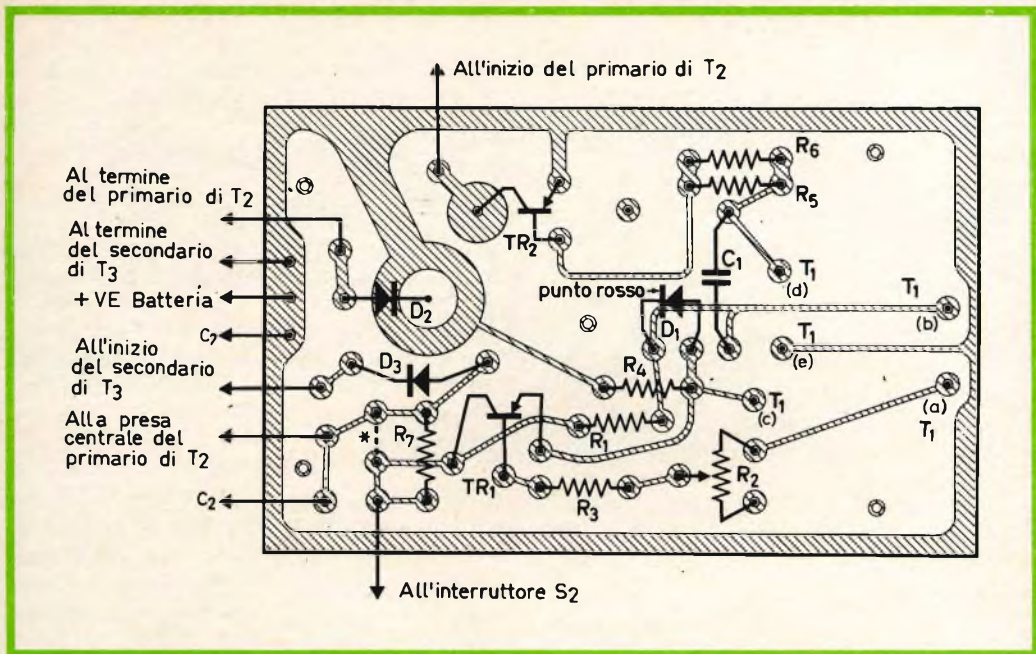 All'inizio del primario di T2
Al termine
del primario di T2
Al termine
del secondario
di T3
+ VE Batteria
C2
All'inizio
del secondario
di T3
Alla presa
centrale del
primario di T2
C2
All'interruttore S2
R6
R5
TR2
C1
T1
(d)
punto rosso
T1
(b)
D2
D1
T1
(e)
D3
R4
T1
(c)
(a)
T1
*
R7
R1
TR1
R3
R2